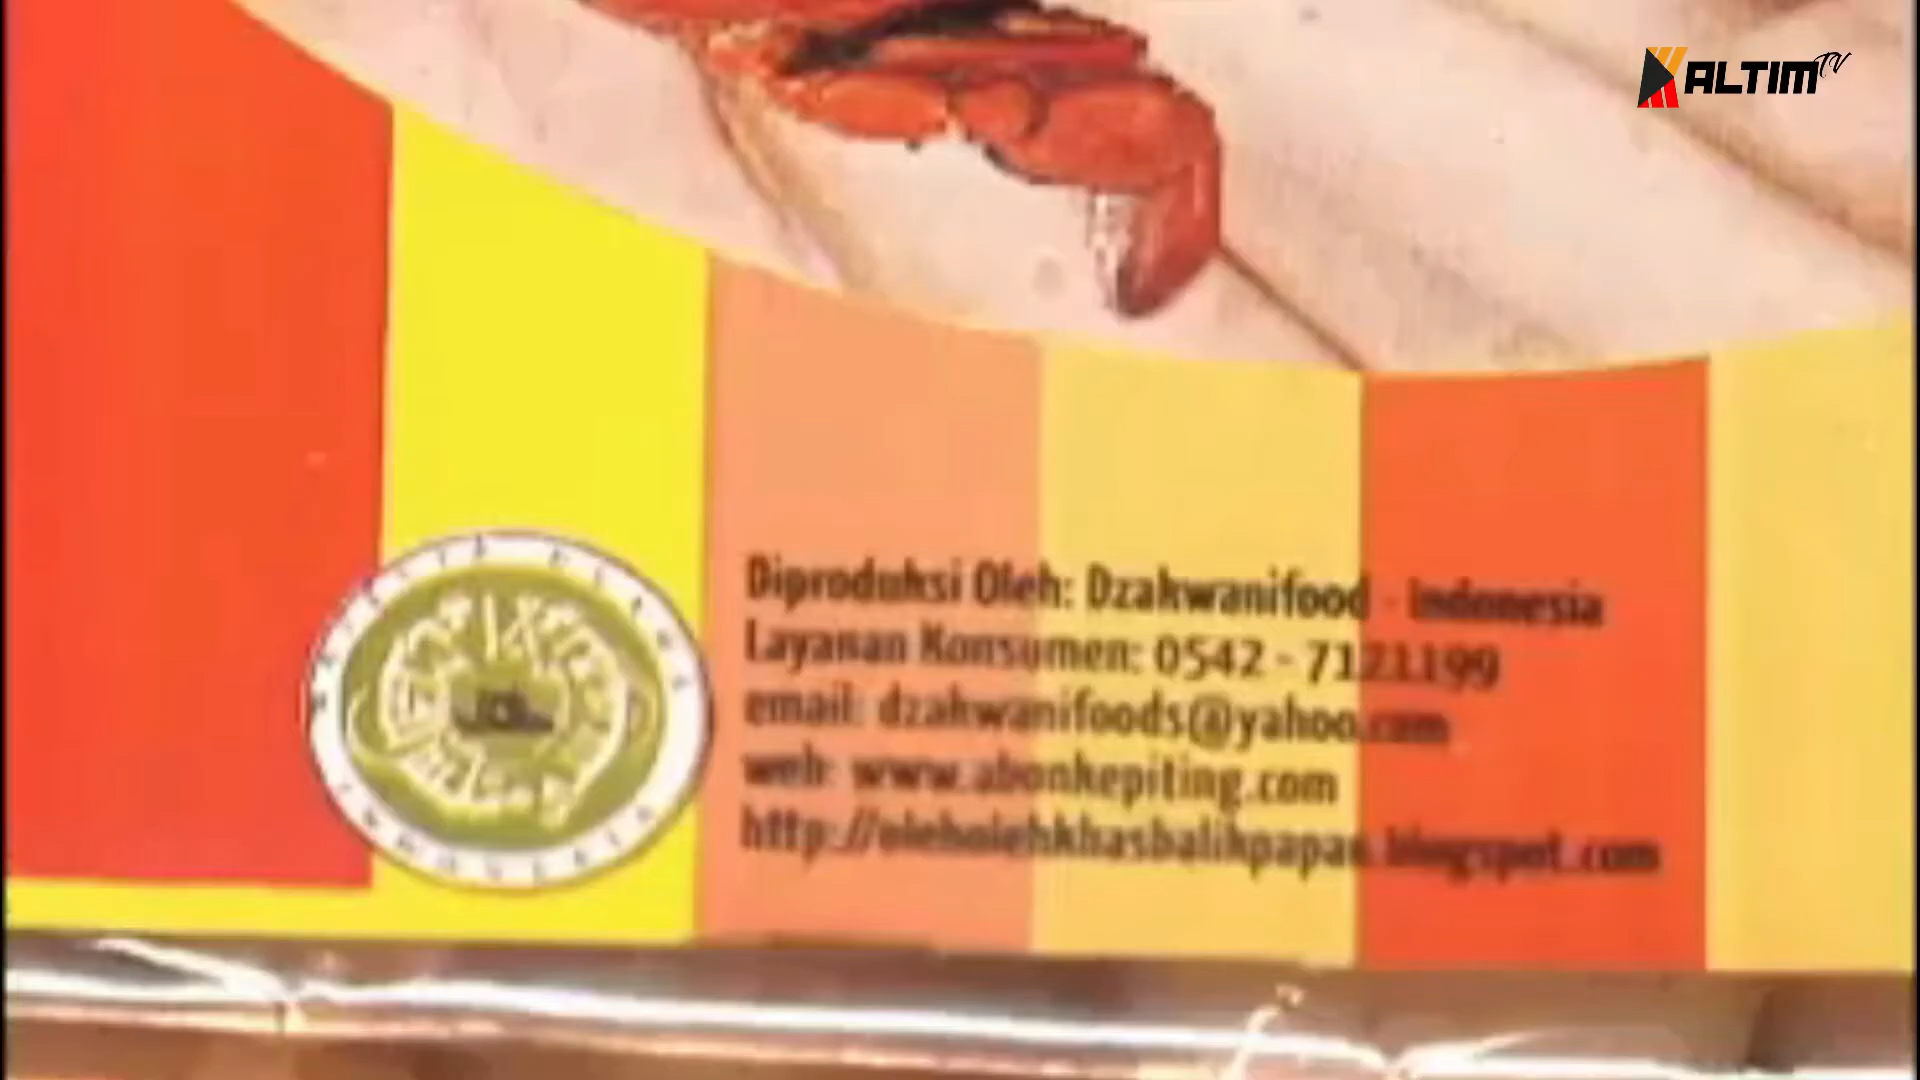 KALTIM TV
Diproduksi Oleh: Dzakwanifood - Indonesia
Layanan Konsumen: 0542 - 7121199
email: dzakwanifoods@yahoo.com
web: www.abonkepiting.com
http://oleholehkhasbalikpapan.blogspot.com